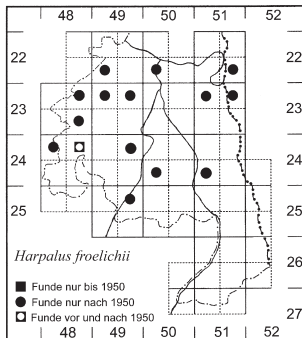 48 49 50 51 52
22
22
23
23
24
24
25
25
26
Harpalus froelichii
Funde nur bis 1950
Funde nur nach 1950
Funde vor und nach 1950
27
48 49 50 51 52